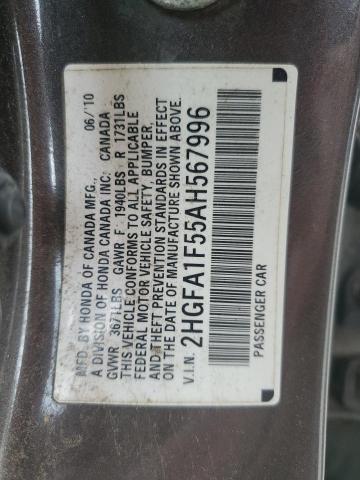 MFD. BY HONDA OF CANADA MFG., 06/10
A DIVISION OF HONDA CANADA INC. CANADA
GVWR 3671LBS GAWR F 1940LBS R 1731LBS
THIS VEHICLE CONFORMS TO ALL APPLICABLE
FEDERAL MOTOR VEHICLE SAFETY, BUMPER,
AND THEFT PREVENTION STANDARDS IN EFFECT
ON THE DATE OF MANUFACTURE SHOWN ABOVE.
V.I.N. 2HGFA1F55AH567996
PASSENGER CAR